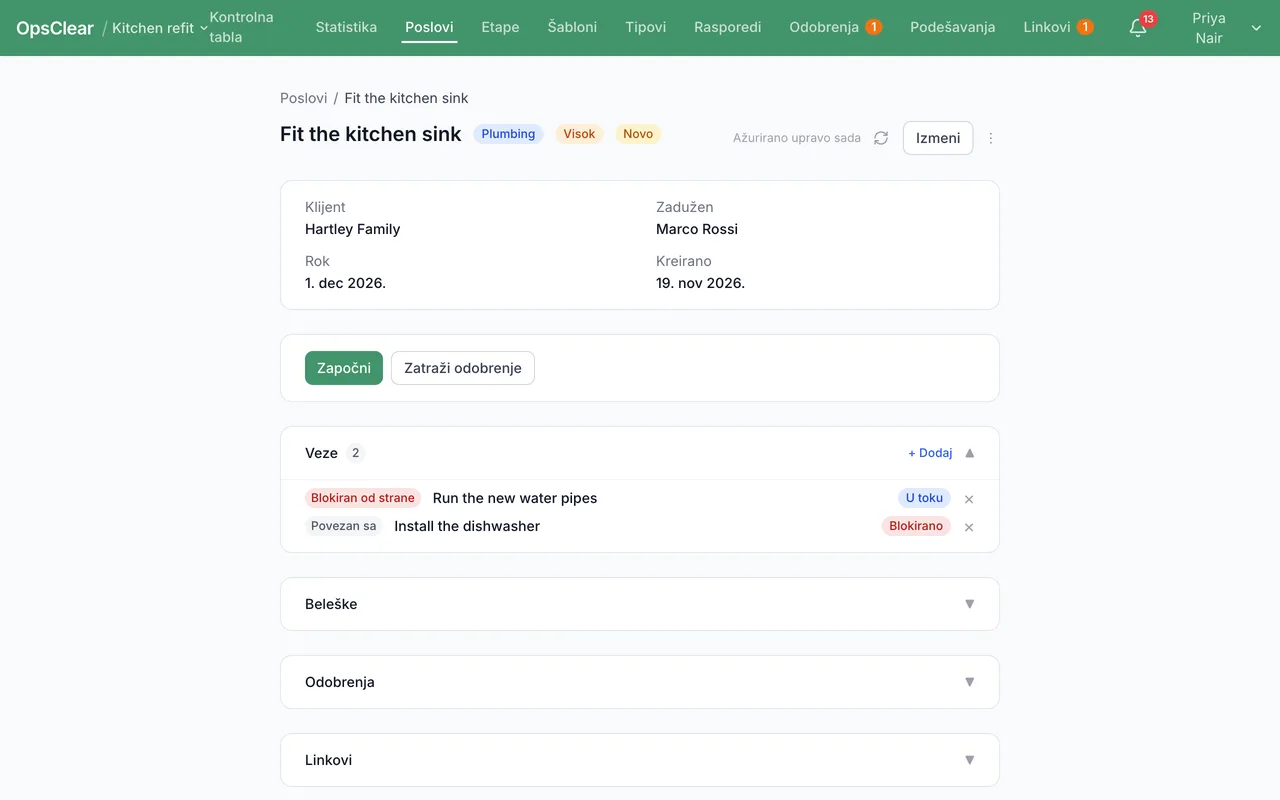 OpsClear / Kitchen refit
Kontrolna tabla
Statistika
Poslovi
Etape
Šabloni
Tipovi
Rasporedi
Odobrenja 1
Podešavanja
Linkovi 1
13
Priya Nair
Poslovi / Fit the kitchen sink
Fit the kitchen sink Plumbing Visok Novo
Ažurirano upravo sada
Izmeni
Klijent
Hartley Family
Zadužen
Marco Rossi
Rok
1. dec 2026.
Kreirano
19. nov 2026.
Započni
Zatraži odobrenje
Veze 2
+ Dodaj
Blokiran od strane Run the new water pipes U toku
Povezan sa Install the dishwasher Blokirano
Beleške
Odobrenja
Linkovi